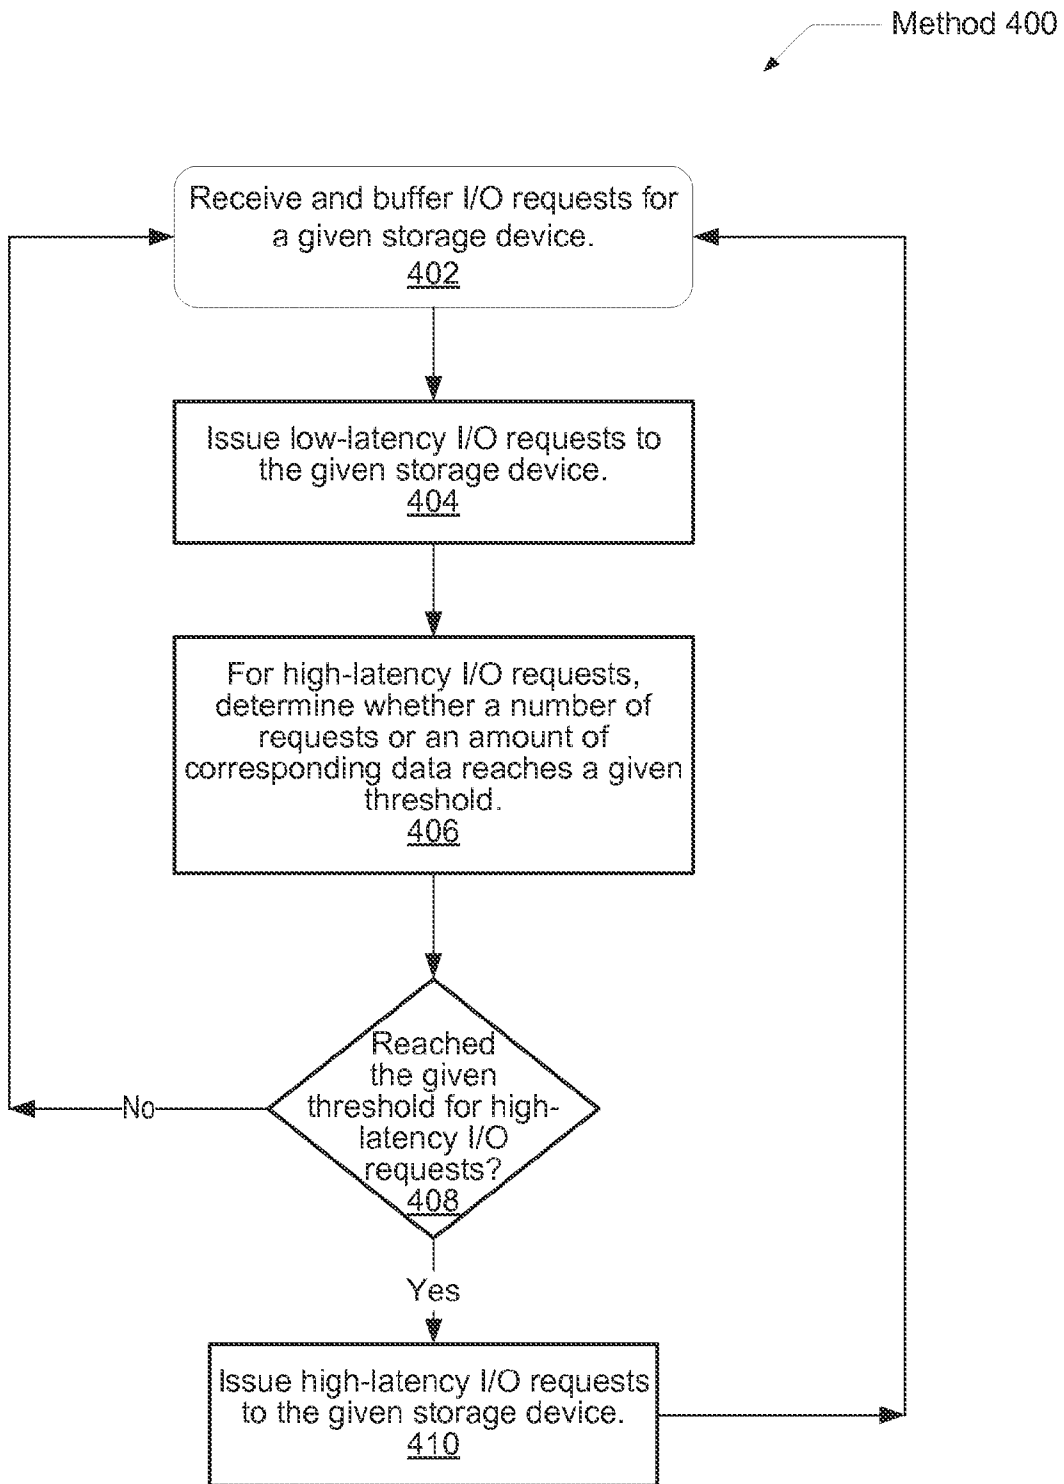 Method 400
Receive and buffer I/O requests for
a given storage device.
402
Issue low-latency I/O requests to
the given storage device.
404
For high-latency I/O requests,
determine whether a number of
requests or an amount of
corresponding data reaches a given
threshold.
406
Reached
the given
threshold for high-
latency I/O
requests?
408
No
Yes
Issue high-latency I/O requests
to the given storage device.
410